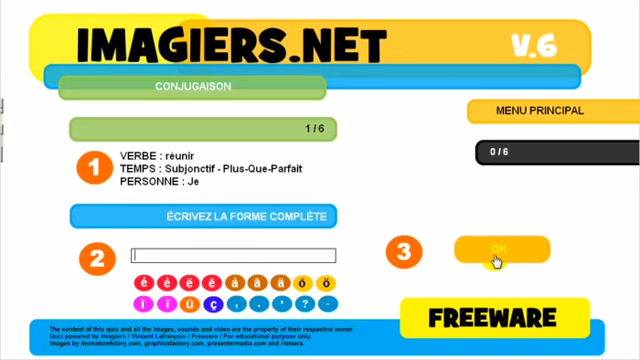 IMAGIERS.NET
V.6
CONJUGAISON
MENU PRINCIPAL
1 / 6
0 / 6
1
VERBE : réunir
TEMPS : Subjonctif - Plus-Que-Parfait
PERSONNE : Je
ÉCRIVEZ LA FORME COMPLÈTE
2
3
OK
ç , . ' ? -
FREEWARE
The content of this quiz and all the images, sounds and video are the property of their respective owner.
Quiz powered by Imagiers / Vincent Lefrançois / Freeware / For educational purpose only.
Images by Animationfactory.com, graphicsfactory.com, presentermedia.com and Hemera.